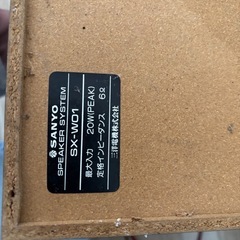 SANYO
SPEAKER SYSTEM
SX-W01
最大入力 20W(PEAK)
定格インピーダンス 6Ω
三洋電機株式会社